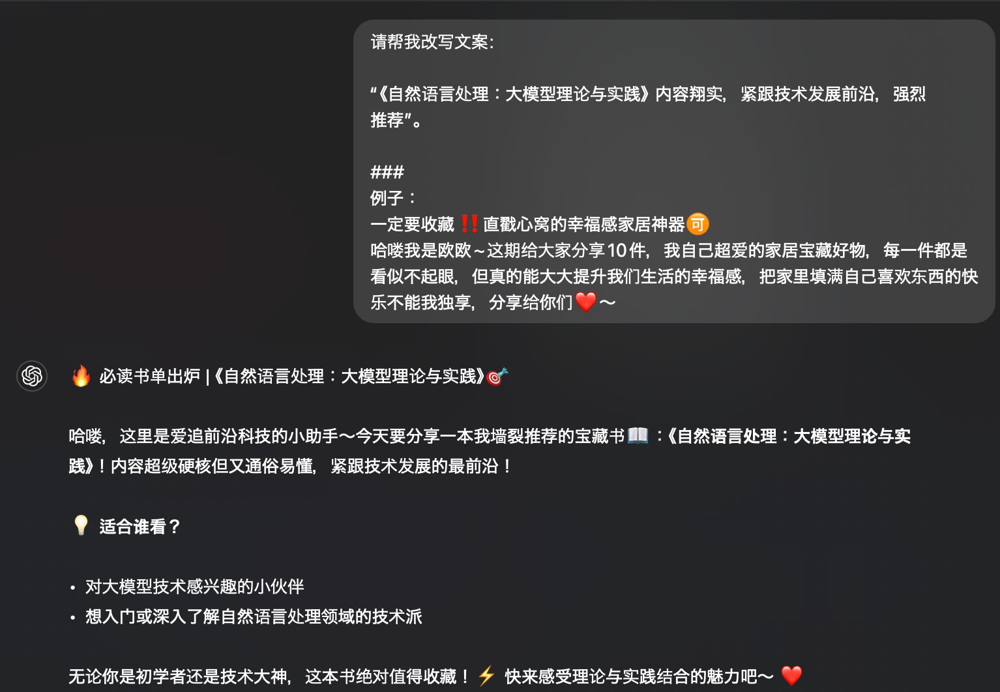 请帮我改写文案：
“《自然语言处理：大模型理论与实践》内容翔实，紧跟技术发展前沿，强烈
推荐”。
###
例子：
一定要收藏‼️直戳心窝的幸福感家居神器🉑
哈喽我是欧欧~这期给大家分享10件，我自己超爱的家居宝藏好物，每一件都是
看似不起眼，但真的能大大提升我们生活的幸福感，把家里填满自己喜欢东西的快
乐不能我独享，分享给你们❤️～
🔥 必读书单出炉 |《自然语言处理：大模型理论与实践》🎯
哈喽，这里是爱追前沿科技的小助手～今天要分享一本我墙裂推荐的宝藏书📖：《自然语言处理：大模型理论与实
践》！内容超级硬核但又通俗易懂，紧跟技术发展的最前沿！
💡 适合谁看？
• 对大模型技术感兴趣的小伙伴
• 想入门或深入了解自然语言处理领域的技术派
无论你是初学者还是技术大神，这本书绝对值得收藏！⚡ 快来感受理论与实践结合的魅力吧～ ❤️